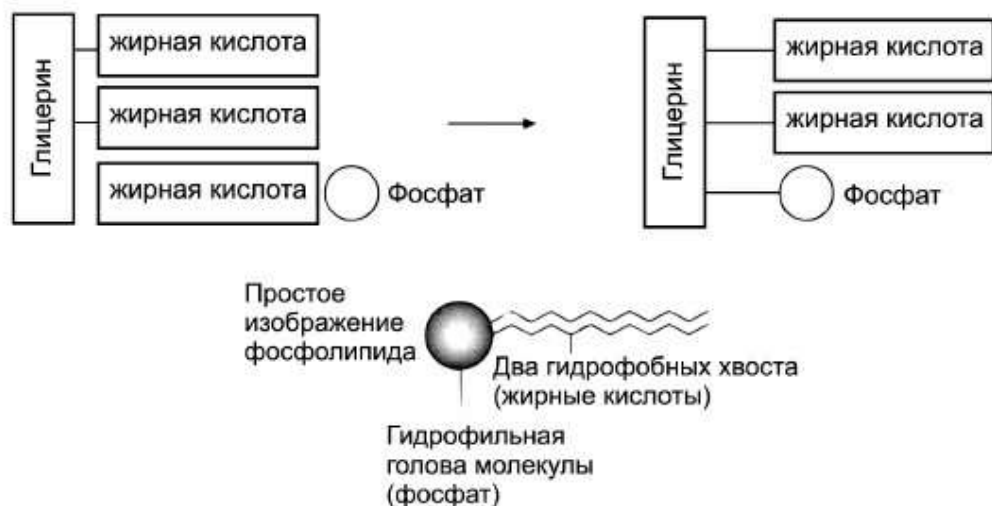 Глицерин
жирная кислота
жирная кислота
жирная кислота
Фосфат
Глицерин
жирная кислота
жирная кислота
Фосфат
Простое
изображение
фосфолипида
Два гидрофобных хвоста
(жирные кислоты)
Гидрофильная
голова молекулы
(фосфат)